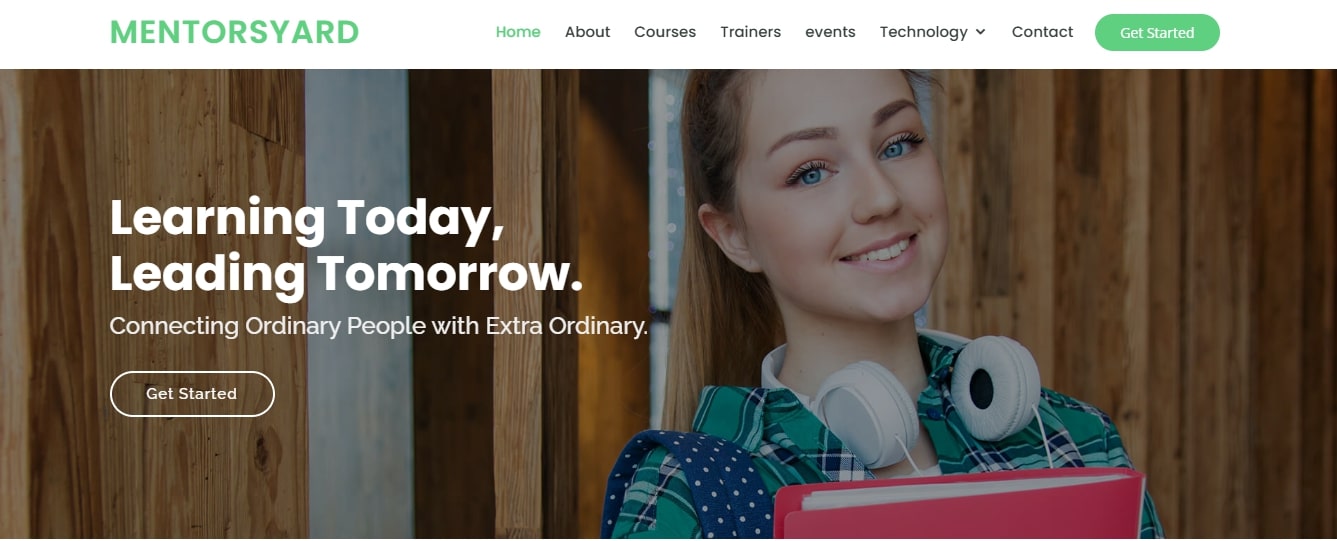 MENTORSYARD
Home About Courses Trainers events Technology Contact Get Started
Learning Today,
Leading Tomorrow.
Connecting Ordinary People with Extra Ordinary.
Get Started